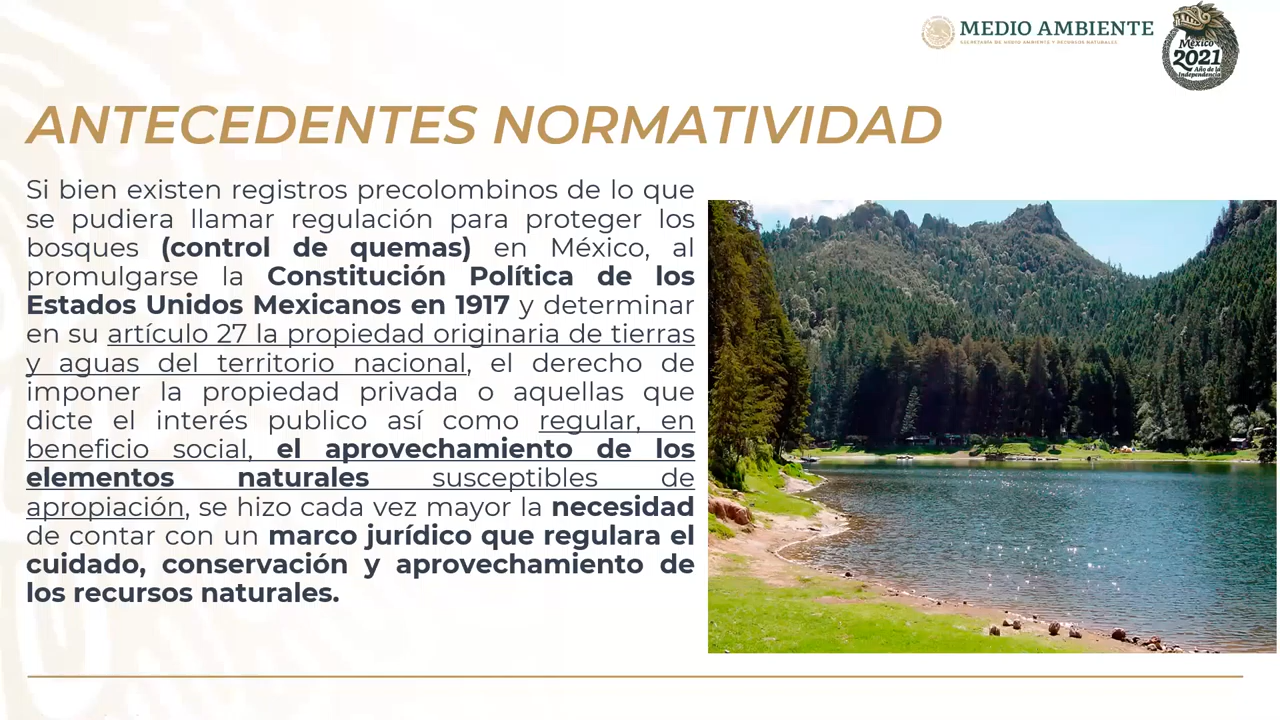 MEDIO AMBIENTE
SECRETARÍA DE MEDIO AMBIENTE Y RECURSOS NATURALES
México
2021
Año de la
Independencia
ANTECEDENTES NORMATIVIDAD
Si bien existen registros precolombinos de lo que
se pudiera llamar regulación para proteger los
bosques (control de quemas) en México, al
promulgarse la Constitución Política de los
Estados Unidos Mexicanos en 1917 y determinar
en su artículo 27 la propiedad originaria de tierras
y aguas del territorio nacional, el derecho de
imponer la propiedad privada o aquellas que
dicte el interés publico así como regular, en
beneficio social, el aprovechamiento de los
elementos naturales susceptibles de
apropiación, se hizo cada vez mayor la necesidad
de contar con un marco jurídico que regulara el
cuidado, conservación y aprovechamiento de
los recursos naturales.